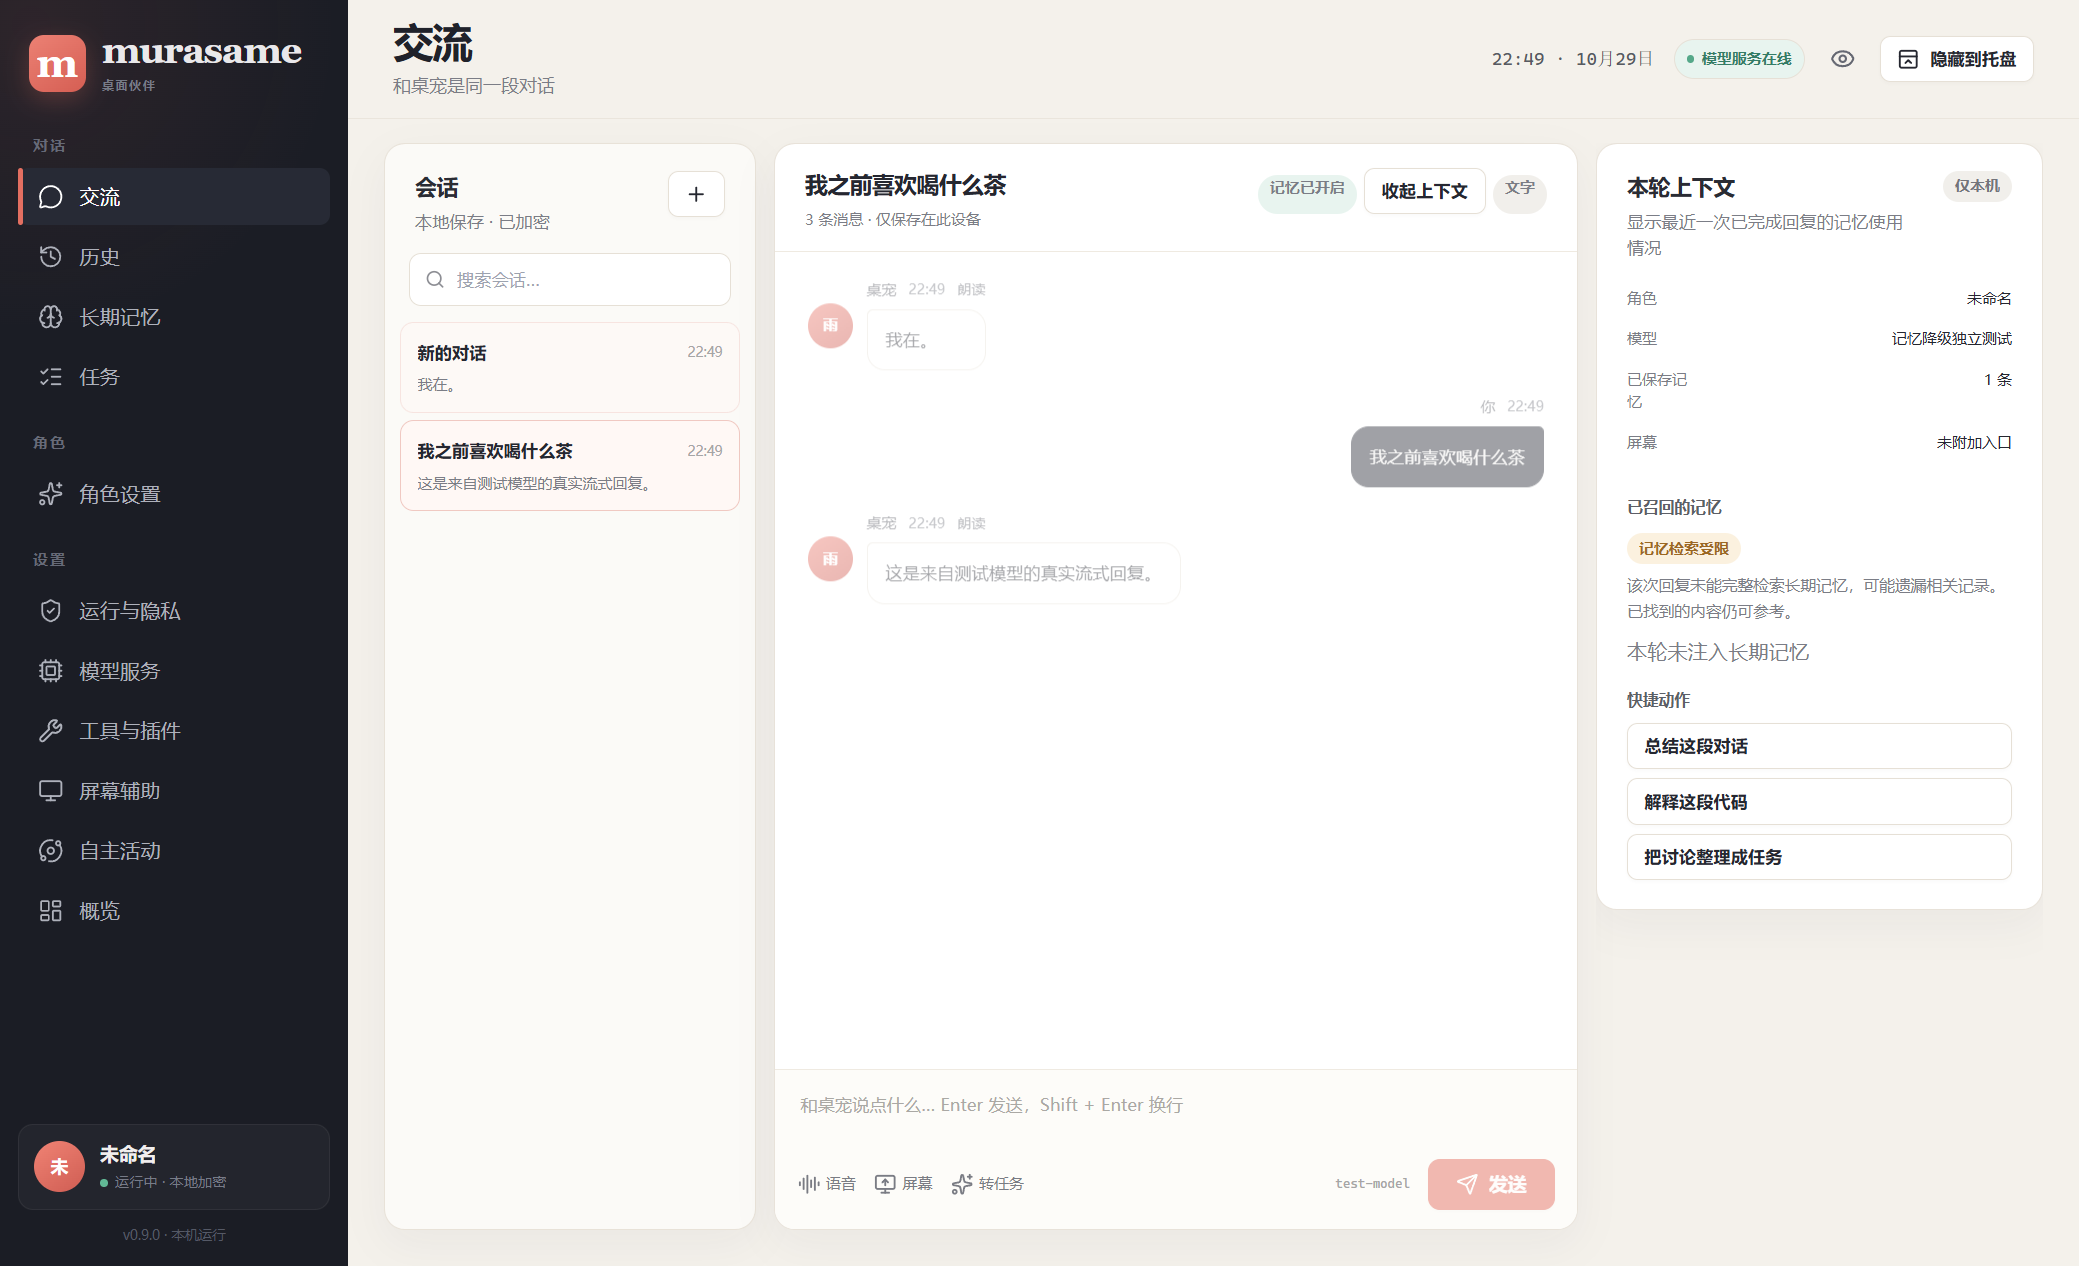 m
murasame
桌面伙伴
对话
交流
历史
长期记忆
任务
角色
角色设置
设置
运行与隐私
模型服务
工具与插件
屏幕辅助
自主活动
概览
未
未命名
运行中 · 本地加密
v0.9.0 · 本机运行
交流
和桌宠是同一段对话
22:49 · 10月29日
模型服务在线
隐藏到托盘
会话
本地保存 · 已加密
搜索会话...
新的对话 22:49
我在。
我之前喜欢喝什么茶 22:49
这是来自测试模型的真实流式回复。
我之前喜欢喝什么茶
3 条消息 · 仅保存在此设备
记忆已开启
收起上下文
文字
桌宠 22:49 朗读
雨
我在。
你 22:49
我之前喜欢喝什么茶
桌宠 22:49 朗读
雨
这是来自测试模型的真实流式回复。
和桌宠说点什么... Enter 发送，Shift + Enter 换行
语音
屏幕
转任务
test-model
发送
本轮上下文
仅本机
显示最近一次已完成回复的记忆使用
情况
角色 未命名
模型 记忆降级独立测试
已保存记 1 条
忆
屏幕 未附加入口
已召回的记忆
记忆检索受限
该次回复未能完整检索长期记忆，可能遗漏相关记录。
已找到的内容仍可参考。
本轮未注入长期记忆
快捷动作
总结这段对话
解释这段代码
把讨论整理成任务